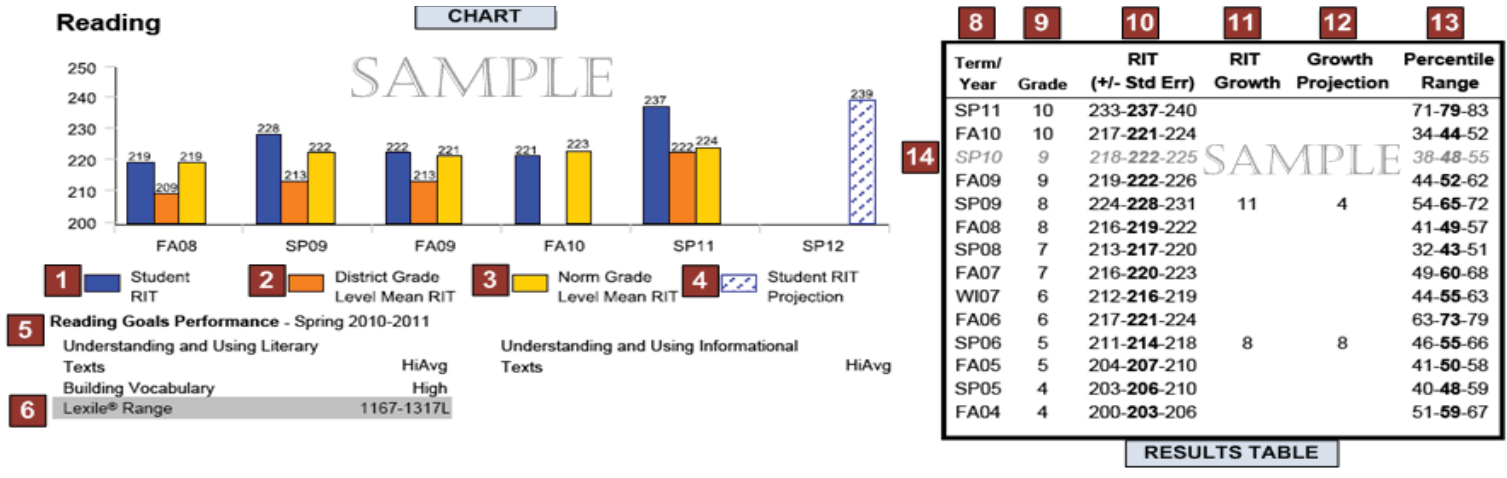 Reading
CHART
SAMPLE
250
240
230
220
210
200
219
209
219
228
213
222
222
213
221
221
223
237
222
224
239
FA08 SP09 FA09 FA10 SP11 SP12
1 Student RIT
2 District Grade Level Mean RIT
3 Norm Grade Level Mean RIT
4 Student RIT Projection
5 Reading Goals Performance - Spring 2010-2011
Understanding and Using Literary Texts HiAvg
Understanding and Using Informational Texts HiAvg
Building Vocabulary High
6 Lexile® Range 1167-1317L
8 9 10 11 12 13
Term/ Year Grade RIT (+/- Std Err) RIT Growth Growth Projection Percentile Range
SP11 10 233-237-240 71-79-83
FA10 10 217-221-224 34-44-52
14 SP10 9 218-222-225 SAMPLE 38-48-55
FA09 9 219-222-226 44-52-62
SP09 8 224-228-231 11 4 54-65-72
FA08 8 216-219-222 41-49-57
SP08 7 213-217-220 32-43-51
FA07 7 216-220-223 49-60-68
WI07 6 212-216-219 44-55-63
FA06 6 217-221-224 63-73-79
SP06 5 211-214-218 8 8 46-55-66
FA05 5 204-207-210 41-50-58
SP05 4 203-206-210 40-48-59
FA04 4 200-203-206 51-59-67
RESULTS TABLE